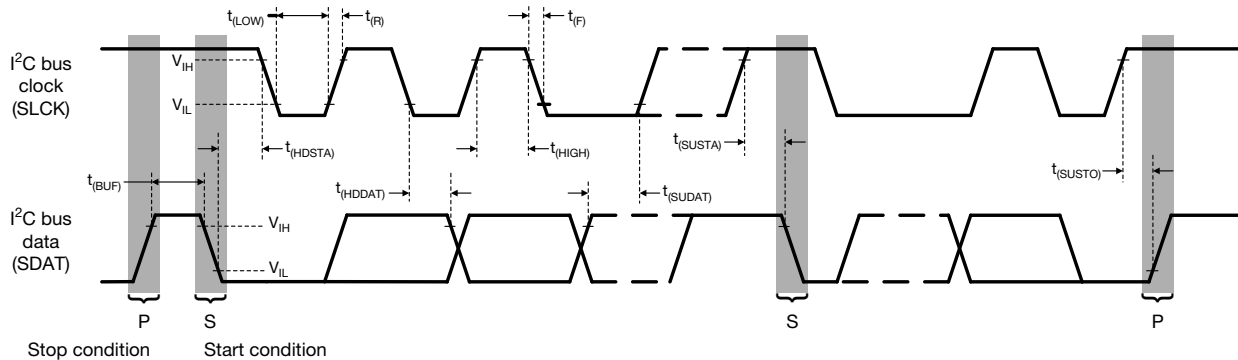 t(LOW)
t(R)
t(F)
I²C bus
clock
(SLCK)
VIH
VIL
t(HDSTA)
t(HIGH)
t(SUSTA)
t(SUSTO)
t(BUF)
t(HDDAT)
t(SUDAT)
I²C bus
data
(SDAT)
VIH
VIL
P
S
S
P
Stop condition
Start condition